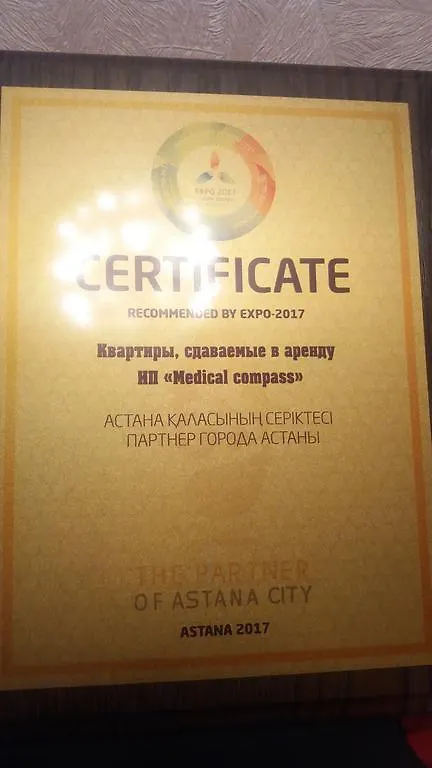 EXPO 2017
CERTIFICATE
RECOMMENDED BY EXPO-2017
Квартиры, сдаваемые в аренду
ИП «Medical compass»
АСТАНА ҚАЛАСЫНЫҢ СЕРІКТЕСІ
ПАРТНЕР ГОРОДА АСТАНЫ
THE PARTNER
OF ASTANA CITY
ASTANA 2017